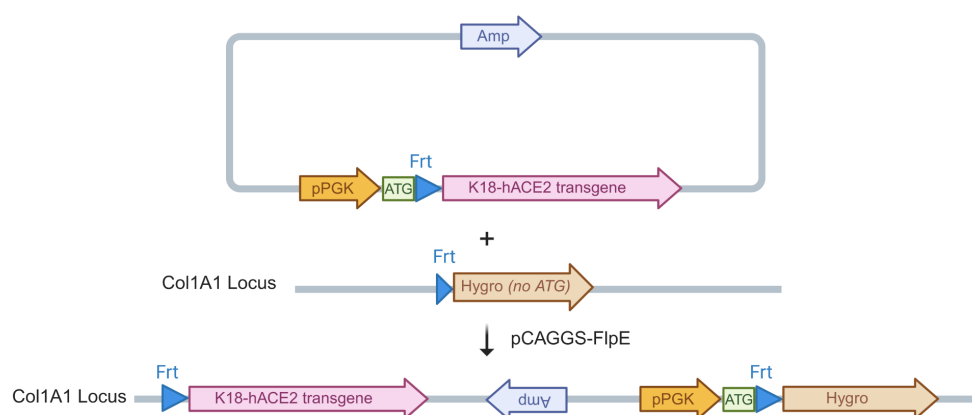 Amp
Frt
pPGK
ATG
K18-hACE2 transgene
+
Frt
Col1A1 Locus
Hygro (no ATG)
pCAGGS-FlpE
Frt
Frt
Col1A1 Locus
K18-hACE2 transgene
Amp
pPGK
ATG
Hygro